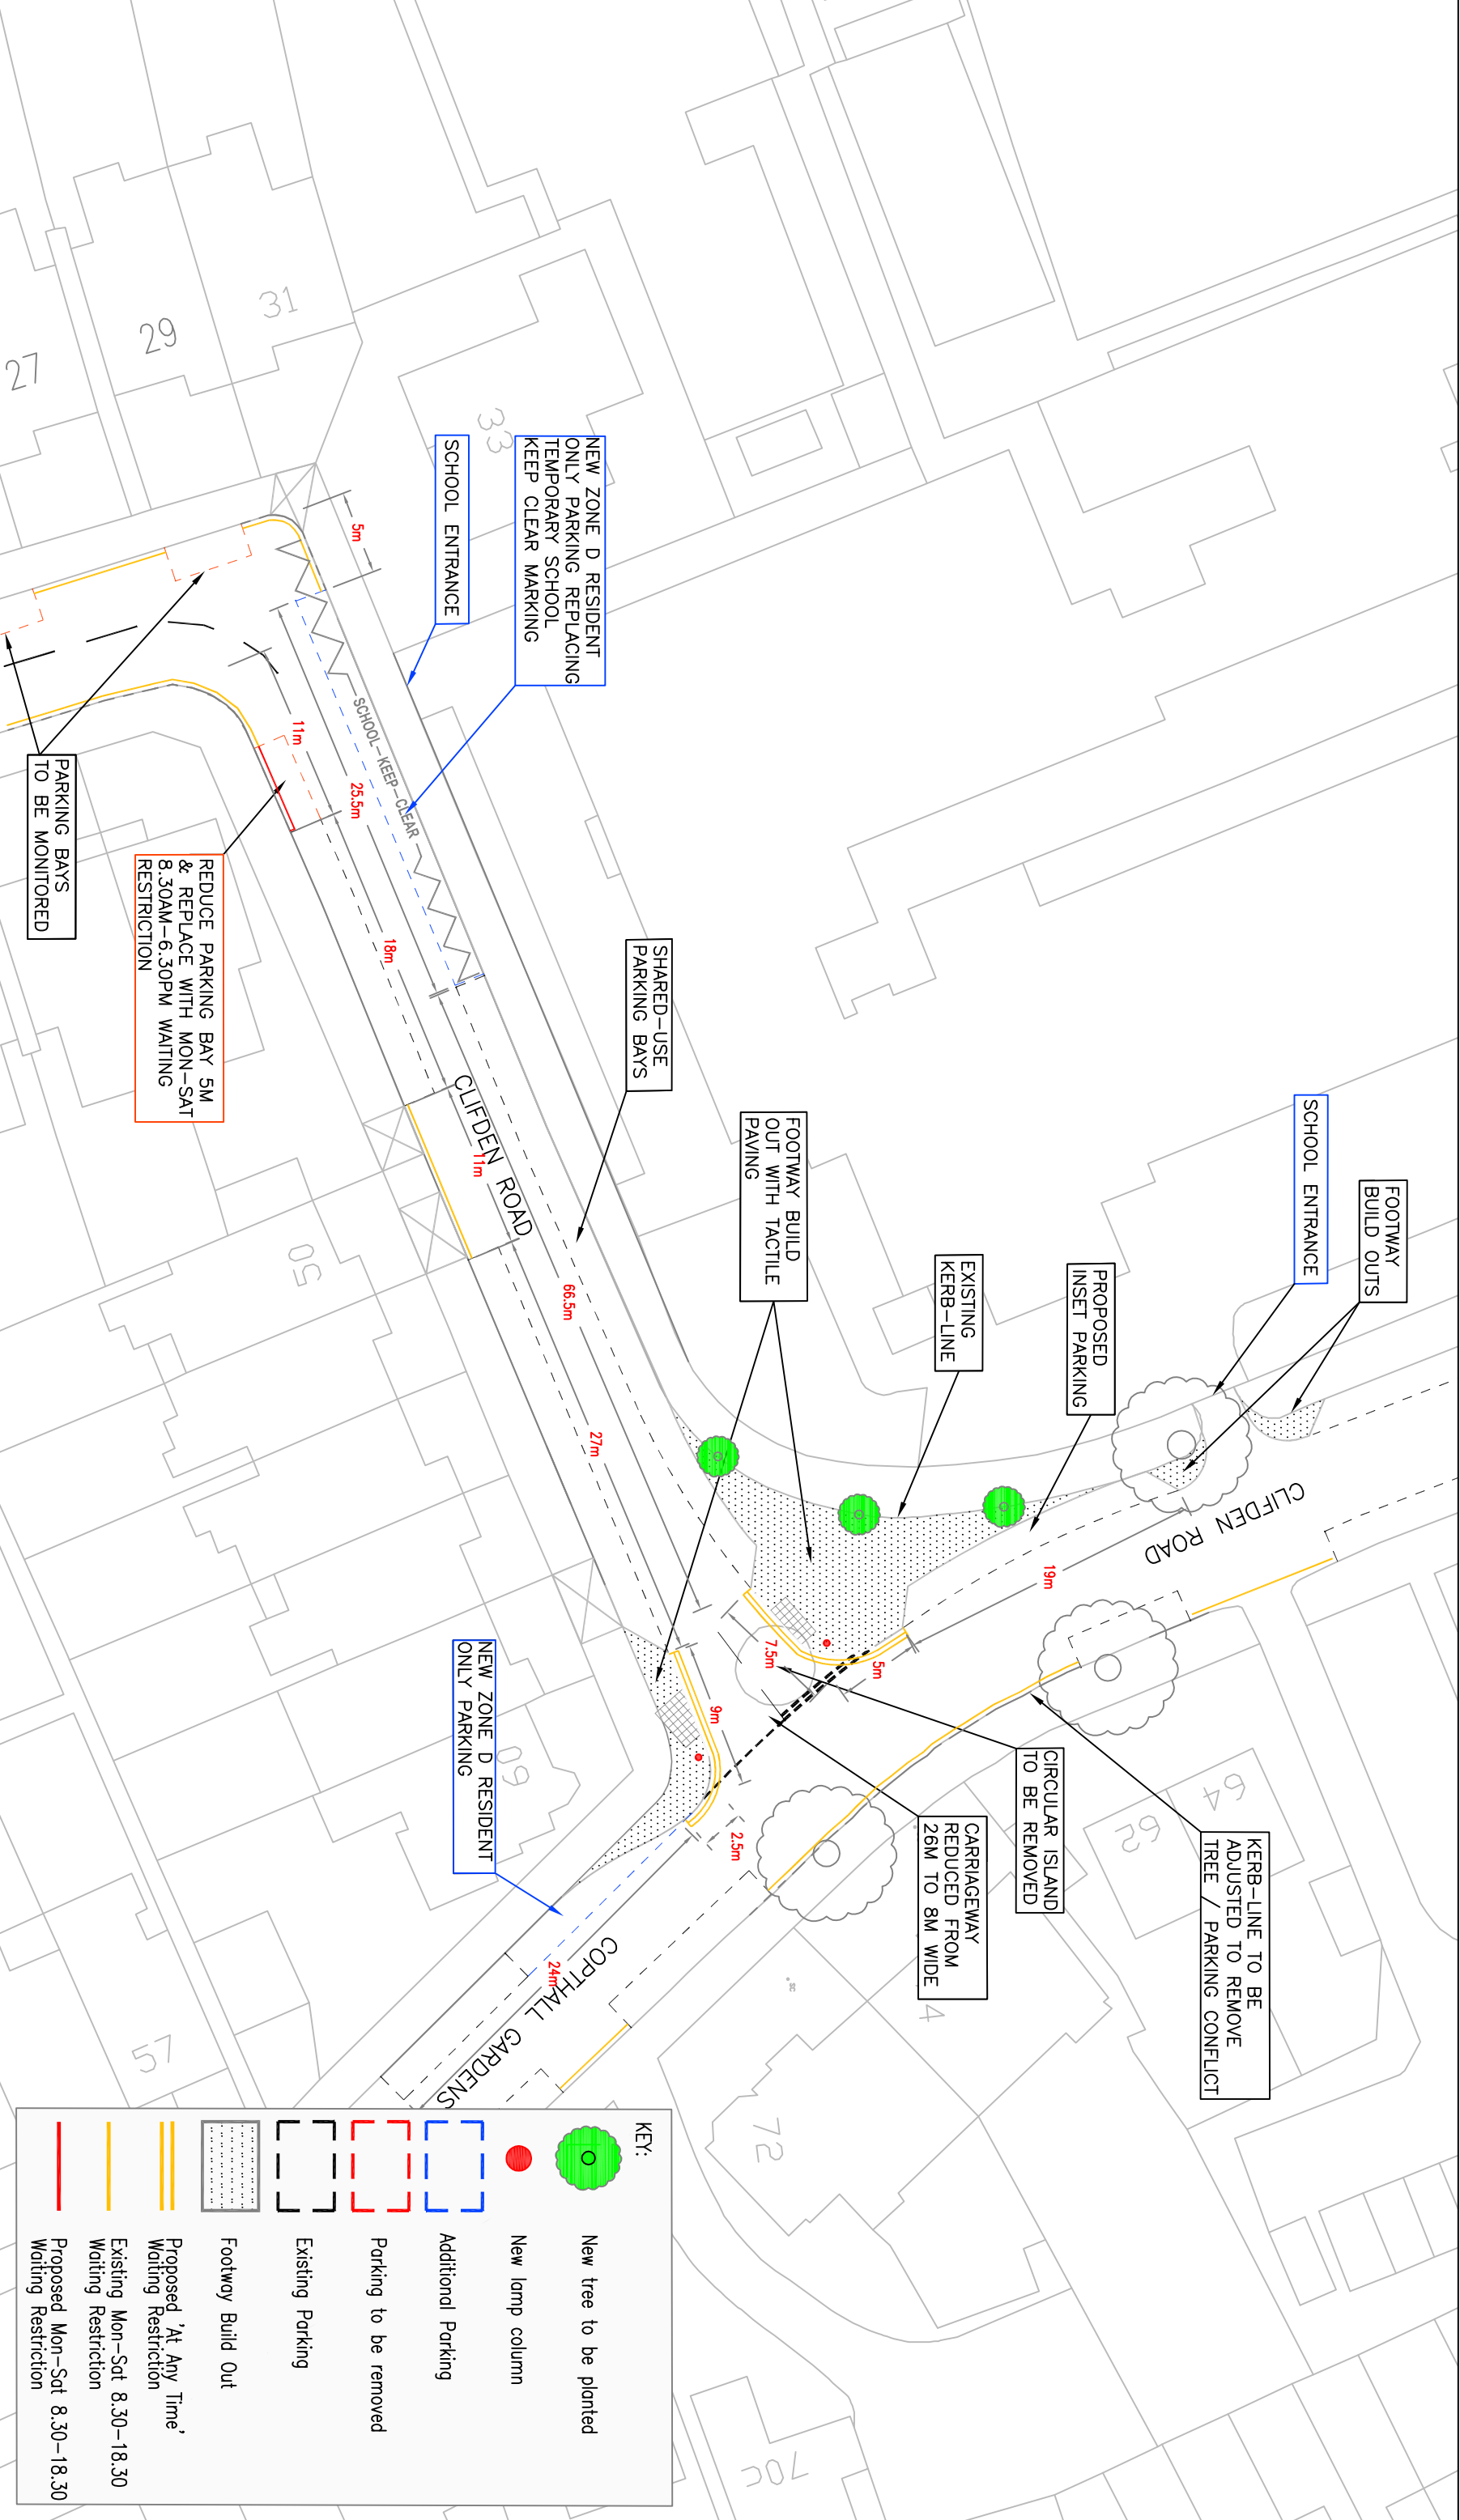 FOOTWAY
BUILD OUTS
SCHOOL ENTRANCE
PROPOSED
INSET PARKING
EXISTING
KERB-LINE
FOOTWAY BUILD
OUT WITH TACTILE
PAVING
SHARED-USE
PARKING BAYS
NEW ZONE D RESIDENT
ONLY PARKING REPLACING
TEMPORARY SCHOOL
KEEP CLEAR MARKING
SCHOOL ENTRANCE
SCHOOL-KEEP-CLEAR
CLIFDEN ROAD
CLIFDEN ROAD
COPTHALL GARDENS
KERB-LINE TO BE
ADJUSTED TO REMOVE
TREE / PARKING CONFLICT
CIRCULAR ISLAND
TO BE REMOVED
CARRIAGEWAY
REDUCED FROM
26M TO 8M WIDE
NEW ZONE D RESIDENT
ONLY PARKING
REDUCE PARKING BAY 5M
& REPLACE WITH MON-SAT
8.30AM-6.30PM WAITING
RESTRICTION
PARKING BAYS
TO BE MONITORED
5m
11m
25.5m
18m
11m
66.5m
27m
19m
7.5m
5m
9m
2.5m
24m
27
29
31
33
50
60
57
64
62
72
70c
KEY:
New tree to be planted
New lamp column
Additional Parking
Parking to be removed
Existing Parking
Footway Build Out
Proposed 'At Any Time'
Waiting Restriction
Existing Mon-Sat 8.30-18.30
Waiting Restriction
Proposed Mon-Sat 8.30-18.30
Waiting Restriction